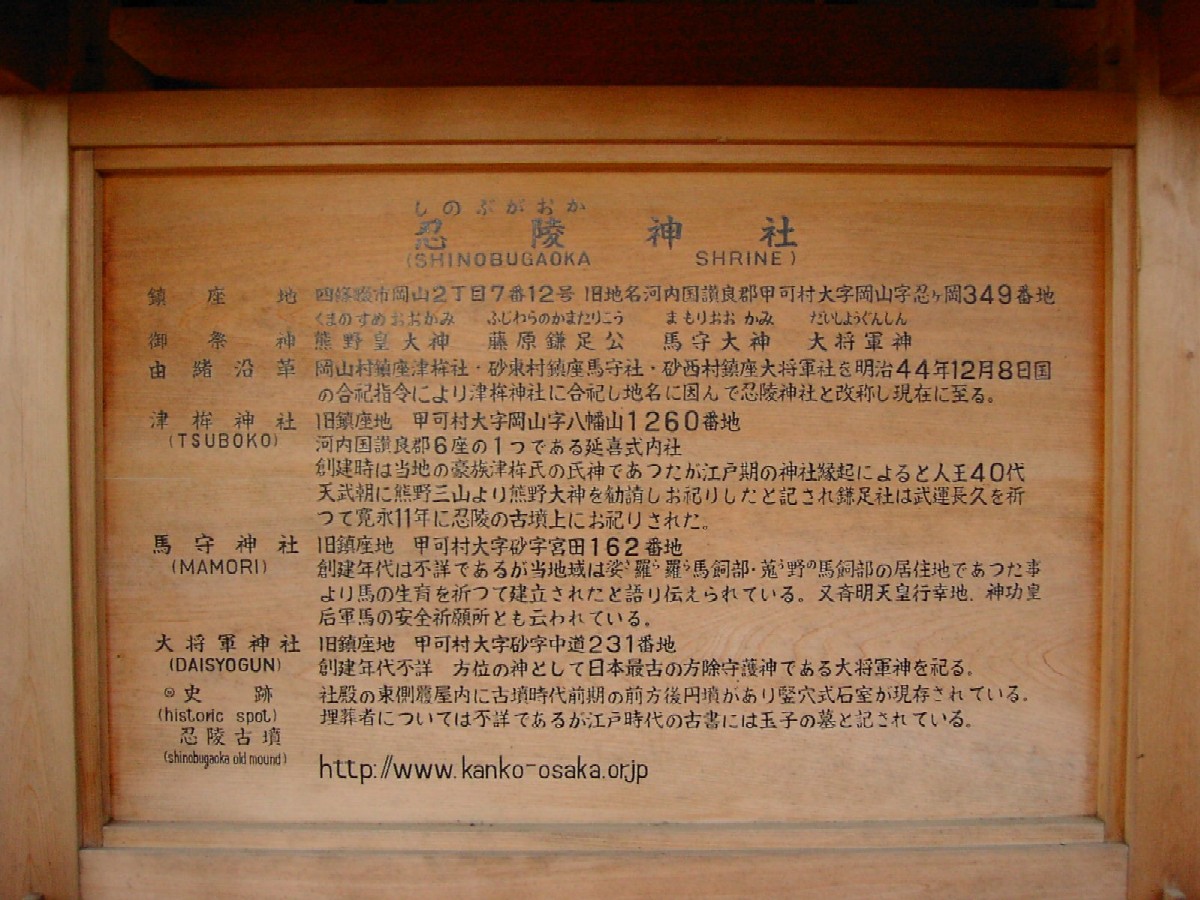 しのぶがおか
忍陵神社
(SHINOBUGAOKA SHRINE)
鎮座地 四條畷市岡山2丁目7番12号 旧地名河内国讃良郡甲可村大字岡山字忍ヶ岡349番地
くまのすめおおかみ ふじわらのかまたりこう まもりおおかみ だいしようぐんしん
御祭神 熊野皇大神 藤原鎌足公 馬守大神 大将軍神
由緒沿革 岡山村鎮座津桙社・砂東村鎮座馬守社・砂西村鎮座大将軍社を明治44年12月8日国
の合祀指令により津桙神社に合祀し地名に因んで忍陵神社と改称し現在に至る。
津桙神社 旧鎮座地 甲可村大字岡山字八幡山1260番地
(TSUBOKO) 河内国讃良郡6座の1つである延喜式内社
創建時は当地の豪族津桙氏の氏神であつたが江戸期の神社縁起によると人王40代
天武朝に熊野三山より熊野大神を勧請しお祀りしたと記され鎌足社は武運長久を祈
つて寛永11年に忍陵の古墳上にお祀りされた。
馬守神社 旧鎮座地 甲可村大字砂字宮田162番地
(MAMORI) 創建年代は不詳であるが当地域は娑さ羅ら羅ら馬飼部・菟う野の馬飼部の居住地であつた事
より馬の生育を祈つて建立されたと語り伝えられている。又斉明天皇行幸地、神功皇
后軍馬の安全祈願所とも云われている。
大将軍神社 旧鎮座地 甲可村大字砂字中道231番地
(DAISYOGUN) 創建年代不詳 方位の神として日本最古の方除守護神である大将軍神を祀る。
◎史跡 社殿の東側覆屋内に古墳時代前期の前方後円墳があり竪穴式石室が現存されている。
(historic spot) 埋葬者については不詳であるが江戸時代の古書には玉子の墓と記されている。
忍陵古墳
(shinobugaoka old mound)
http://www.kanko-osaka.orjp